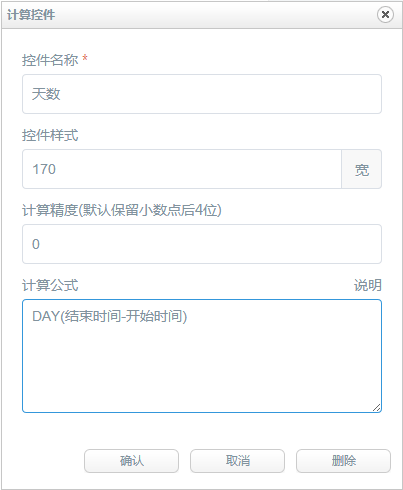 计算控件
控件名称 *
天数
控件样式
170 宽
计算精度(默认保留小数点后4位)
0
计算公式 说明
DAY(结束时间-开始时间)
确认 取消 删除